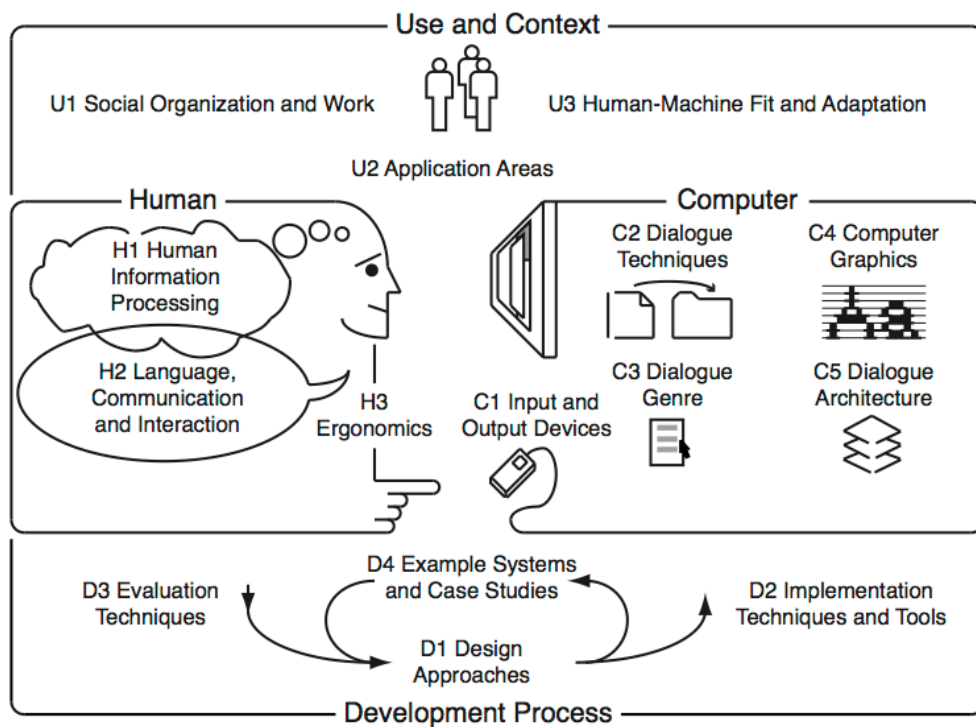 Use and Context
U1 Social Organization and Work
U3 Human-Machine Fit and Adaptation
U2 Application Areas
Human
H1 Human
Information
Processing
H2 Language,
Communication
and Interaction
H3
Ergonomics
Computer
C1 Input and
Output Devices
C2 Dialogue
Techniques
C4 Computer
Graphics
C3 Dialogue
Genre
C5 Dialogue
Architecture
D3 Evaluation
Techniques
D4 Example Systems
and Case Studies
D2 Implementation
Techniques and Tools
D1 Design
Approaches
Development Process